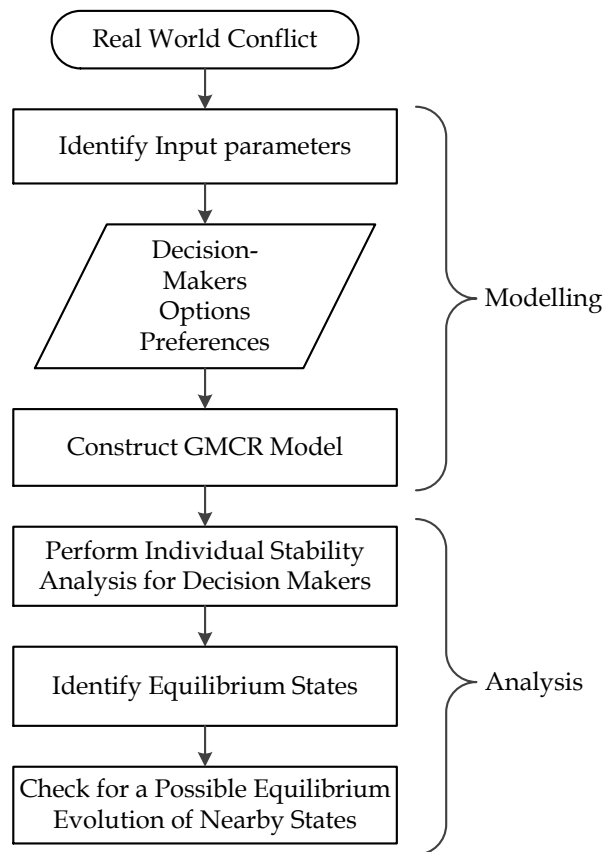 Real World Conflict
Identify Input parameters
Decision-
Makers
Options
Preferences
Construct GMCR Model
Modelling
Perform Individual Stability
Analysis for Decision Makers
Identify Equilibrium States
Check for a Possible Equilibrium
Evolution of Nearby States
Analysis